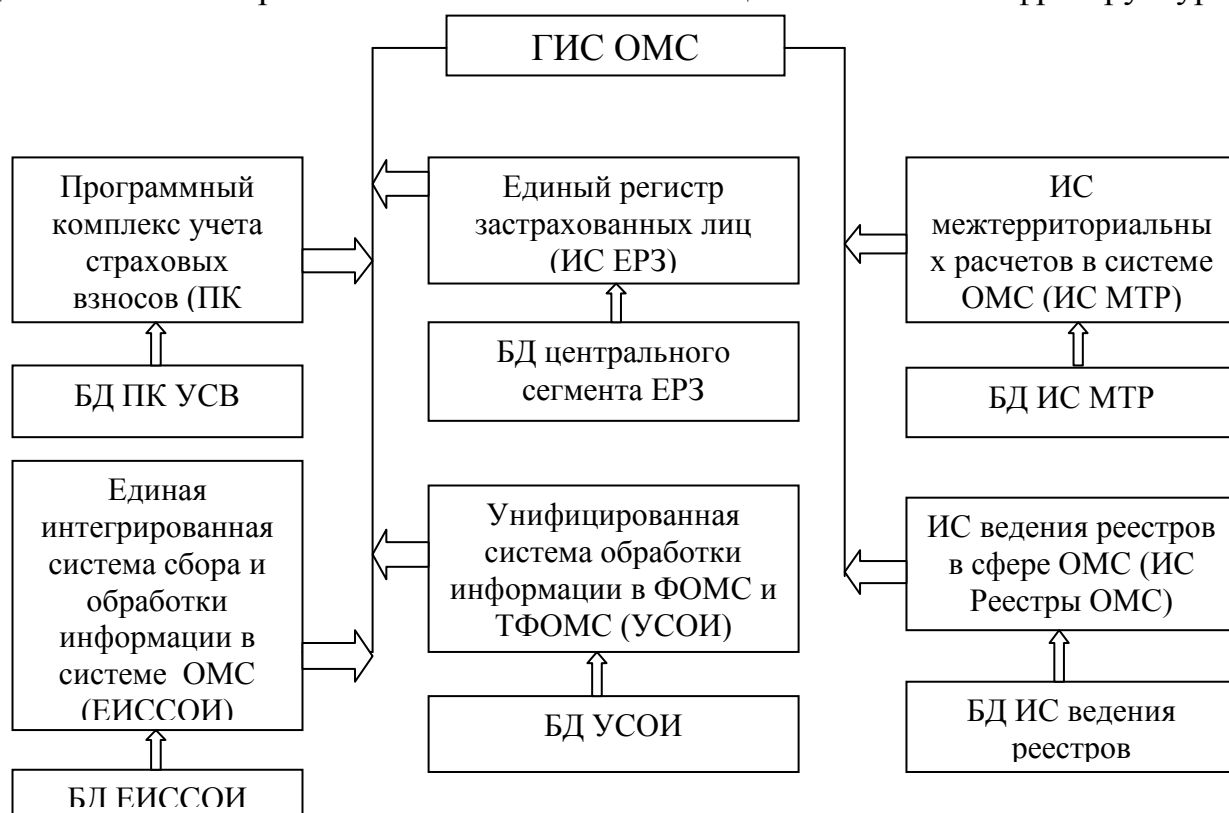 ГИС ОМС
Программный
комплекс учета
страховых
взносов (ПК
БД ПК УСВ
Единый регистр
застрахованных лиц
(ИС ЕРЗ)
БД центрального
сегмента ЕРЗ
ИС
межтерриториальны
х расчетов в системе
ОМС (ИС МТР)
БД ИС МТР
Единая
интегрированная
система сбора и
обработки
информации в
системе ОМС
(ЕИССОИ)
БД ЕИССОИ
Унифицированная
система обработки
информации в ФОМС и
ТФОМС (УСОИ)
БД УСОИ
ИС ведения реестров
в сфере ОМС (ИС
Реестры ОМС)
БД ИС ведения
реестров